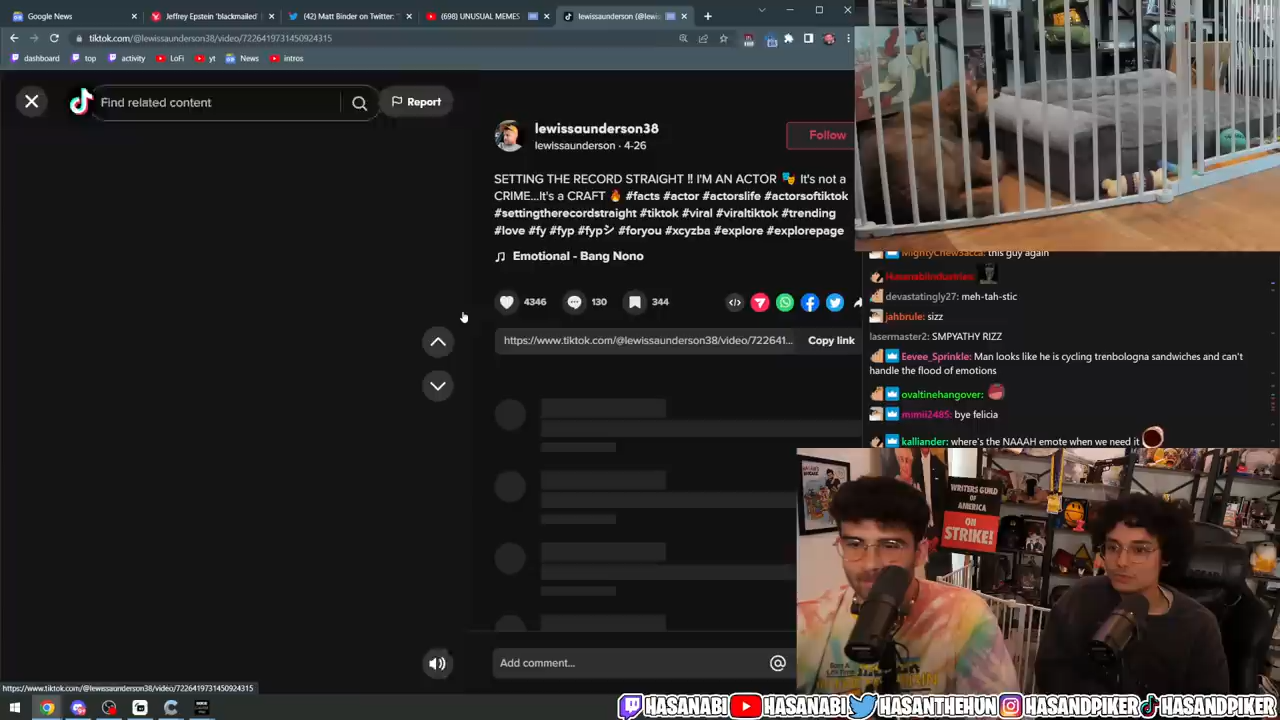 Google News
Jeffrey Epstein 'blackmailed'
(42) Matt Binder on Twitter: "
(698) UNUSUAL MEMES
lewissaunderson (@lewi
tiktok.com/@lewissaunderson38/video/7226419731450924315
dashboard
top
activity
LoFi
yt
News
intros
Find related content
Report
lewissaunderson38
lewissaunderson · 4-26
Follow
SETTING THE RECORD STRAIGHT ‼️ I'M AN ACTOR 🎭 It's not a
CRIME...It's a CRAFT 🔥 #facts #actor #actorslife #actorsoftiktok
#settingtherecordstraight #tiktok #viral #viraltiktok #trending
#love #fy #fyp #fypシ #foryou #xcyzba #explore #explorepage
Emotional - Bang Nono
4346
130
344
https://www.tiktok.com/@lewissaunderson38/video/722641...
Copy link
Add comment...
https://www.tiktok.com/@lewissaunderson38/video/7226419731450924315
MightyChewbacca: this guy again
devastatingly27: meh-tah-stic
jahbrule: sizz
lasermaster2: SMPYATHY RIZZ
Eevee_Sprinkle: Man looks like he is cycling trenbologna sandwiches and can't
handle the flood of emotions
ovaltinehangover:
mimii2485: bye felicia
kalliander: where's the NAAAH emote when we need it
WRITERS GUILD
OF
AMERICA
ON
STRIKE!
HASANABI
HASANABI
HASANTHEHUN
HASANDPIKER
HASANDPIKER